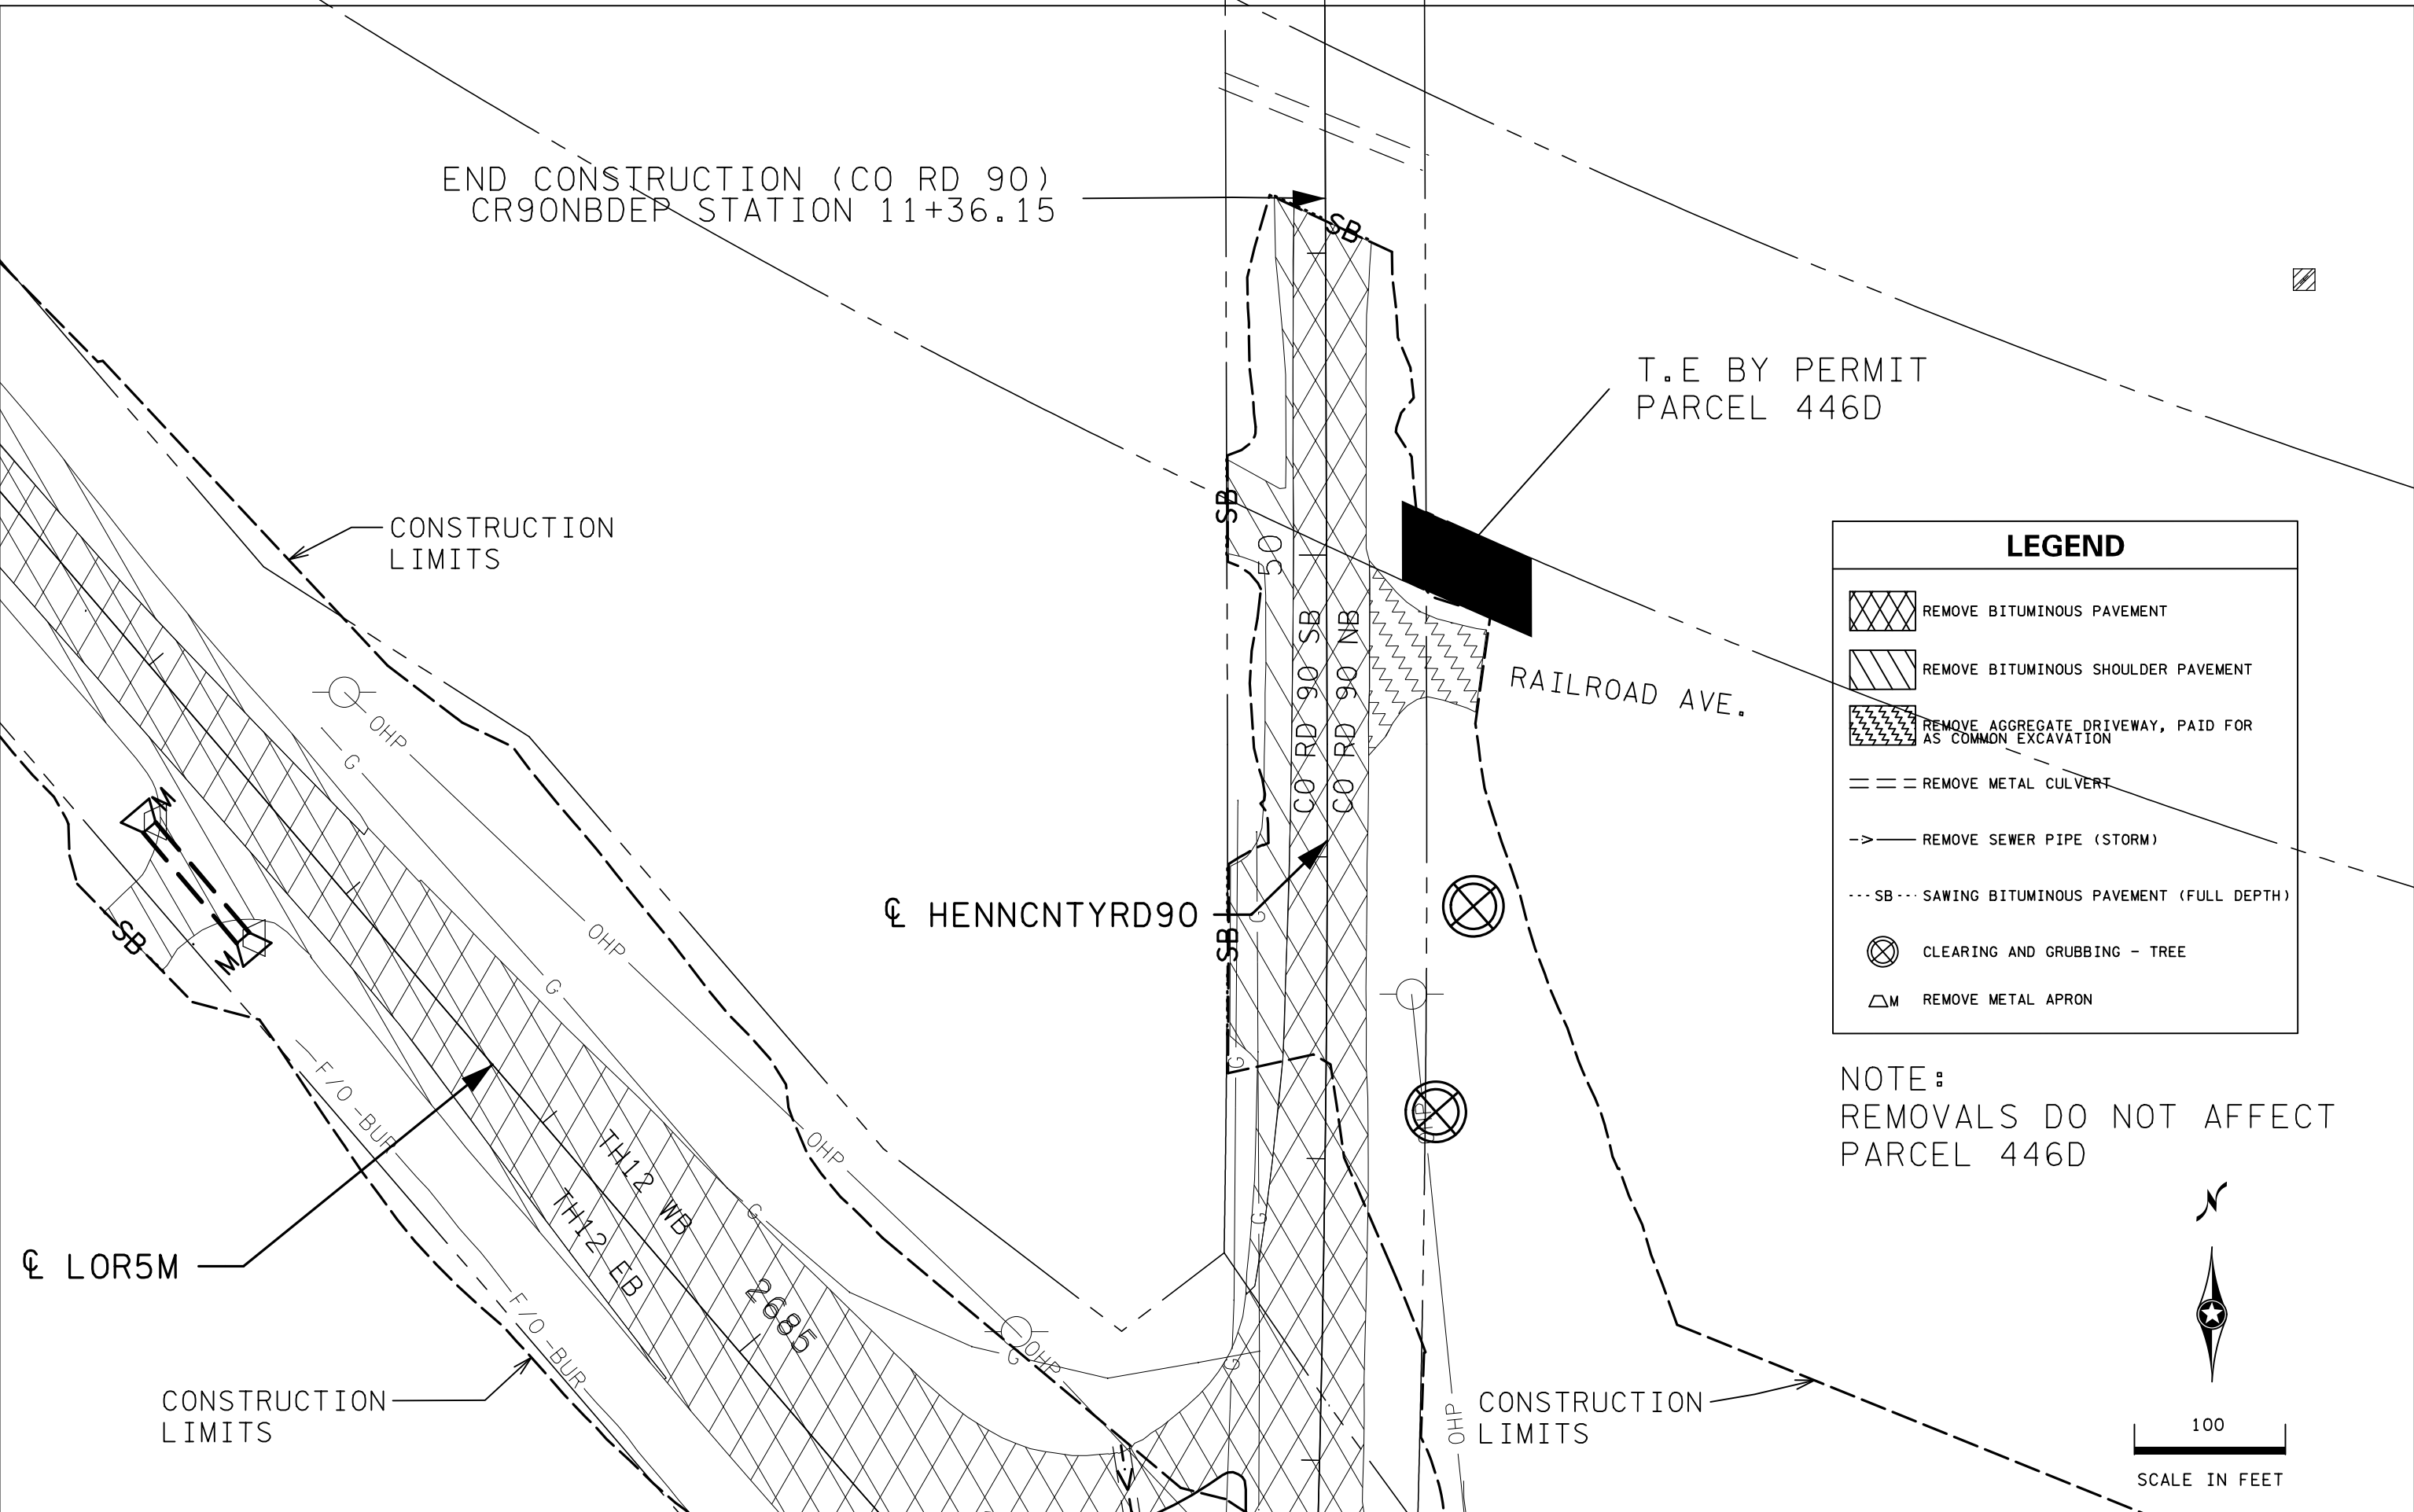 END CONSTRUCTION (CO RD 90)
CR90NBDEP STATION 11+36.15
SB
T.E BY PERMIT
PARCEL 446D
CONSTRUCTION
LIMITS
SB
50
CO RD 90 SB
CO RD 90 NB
RAILROAD AVE.
LEGEND
REMOVE BITUMINOUS PAVEMENT
REMOVE BITUMINOUS SHOULDER PAVEMENT
REMOVE AGGREGATE DRIVEWAY, PAID FOR
AS COMMON EXCAVATION
REMOVE METAL CULVERT
REMOVE SEWER PIPE (STORM)
SB SAWING BITUMINOUS PAVEMENT (FULL DEPTH)
CLEARING AND GRUBBING - TREE
M REMOVE METAL APRON
NOTE:
REMOVALS DO NOT AFFECT
PARCEL 446D
OHP
G
M
SB
M
OHP
G
℄ HENNCNTYRD90
G
SB
G
F/O-BUR
℄ LOR5M
TH12 WB
TH12 EB
2685
G
OHP
OHP
G
F/O-BUR
G
OHP
G
G
CONSTRUCTION
LIMITS
OHP
CONSTRUCTION
LIMITS
N
100
SCALE IN FEET